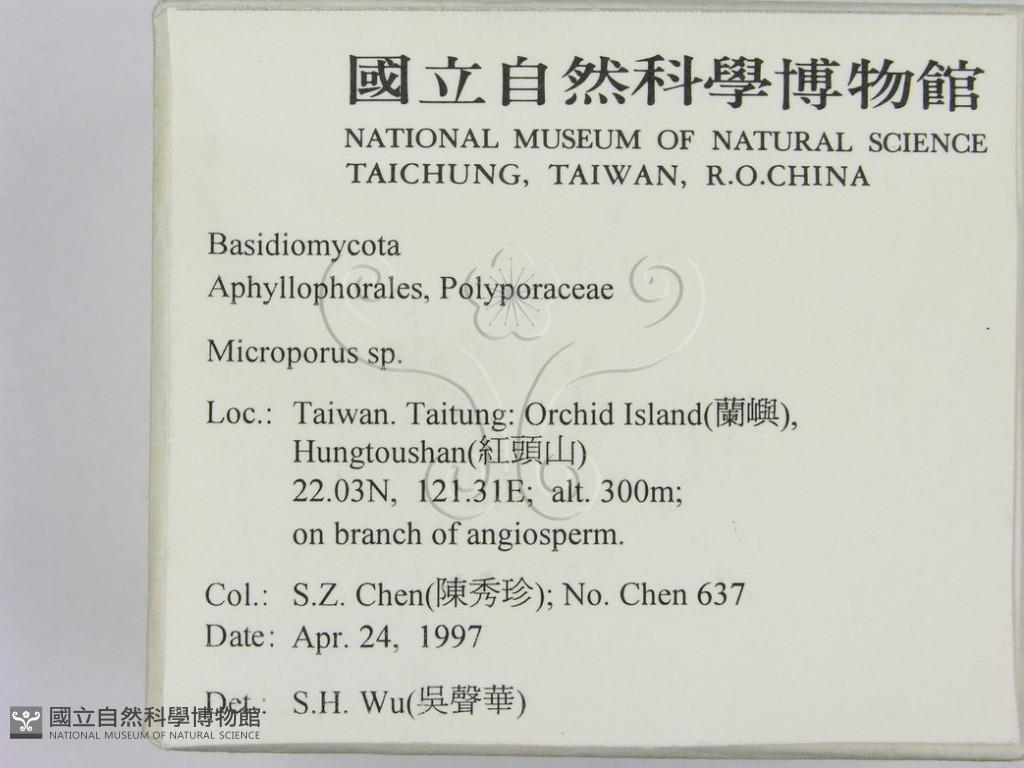 國立自然科學博物館
NATIONAL MUSEUM OF NATURAL SCIENCE
TAICHUNG, TAIWAN, R.O.CHINA
Basidiomycota
Aphyllophorales, Polyporaceae
Microporus sp.
Loc.: Taiwan. Taitung: Orchid Island(蘭嶼),
Hungtoushan(紅頭山)
22.03N, 121.31E; alt. 300m;
on branch of angiosperm.
Col.: S.Z. Chen(陳秀珍); No. Chen 637
Date: Apr. 24, 1997
Det.: S.H. Wu(吳聲華)
國立自然科學博物館
NATIONAL MUSEUM OF NATURAL SCIENCE